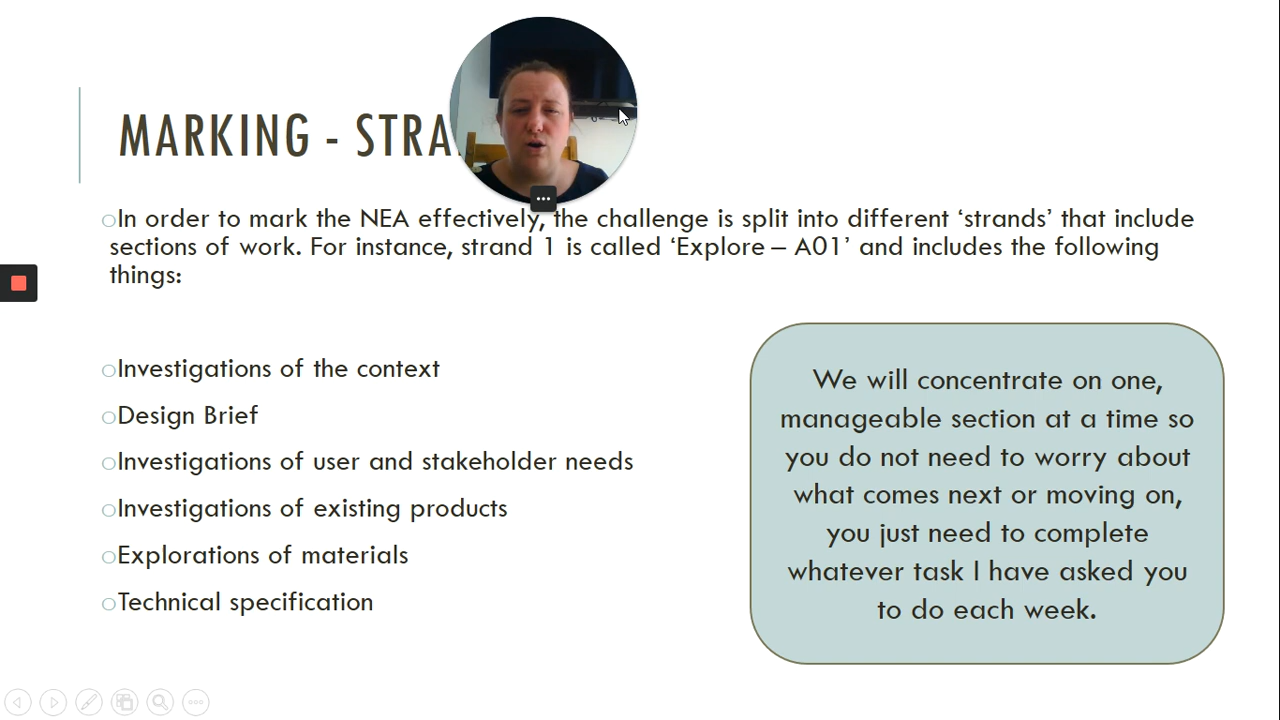 MARKING - STRA
○In order to mark the NEA effectively, the challenge is split into different ‘strands’ that include
sections of work. For instance, strand 1 is called ‘Explore – A01’ and includes the following
things:
○Investigations of the context
○Design Brief
○Investigations of user and stakeholder needs
○Investigations of existing products
○Explorations of materials
○Technical specification
We will concentrate on one,
manageable section at a time so
you do not need to worry about
what comes next or moving on,
you just need to complete
whatever task I have asked you
to do each week.